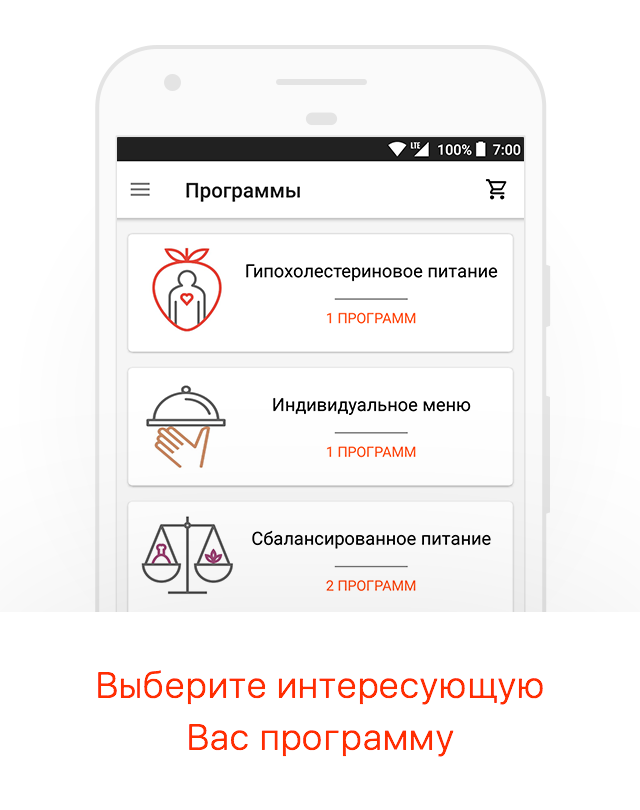 LTE 100% 7:00
Программы
Гипохолестериновое питание
1 ПРОГРАММ
Индивидуальное меню
1 ПРОГРАММ
Сбалансированное питание
2 ПРОГРАММ
Выберите интересующую
Вас программу